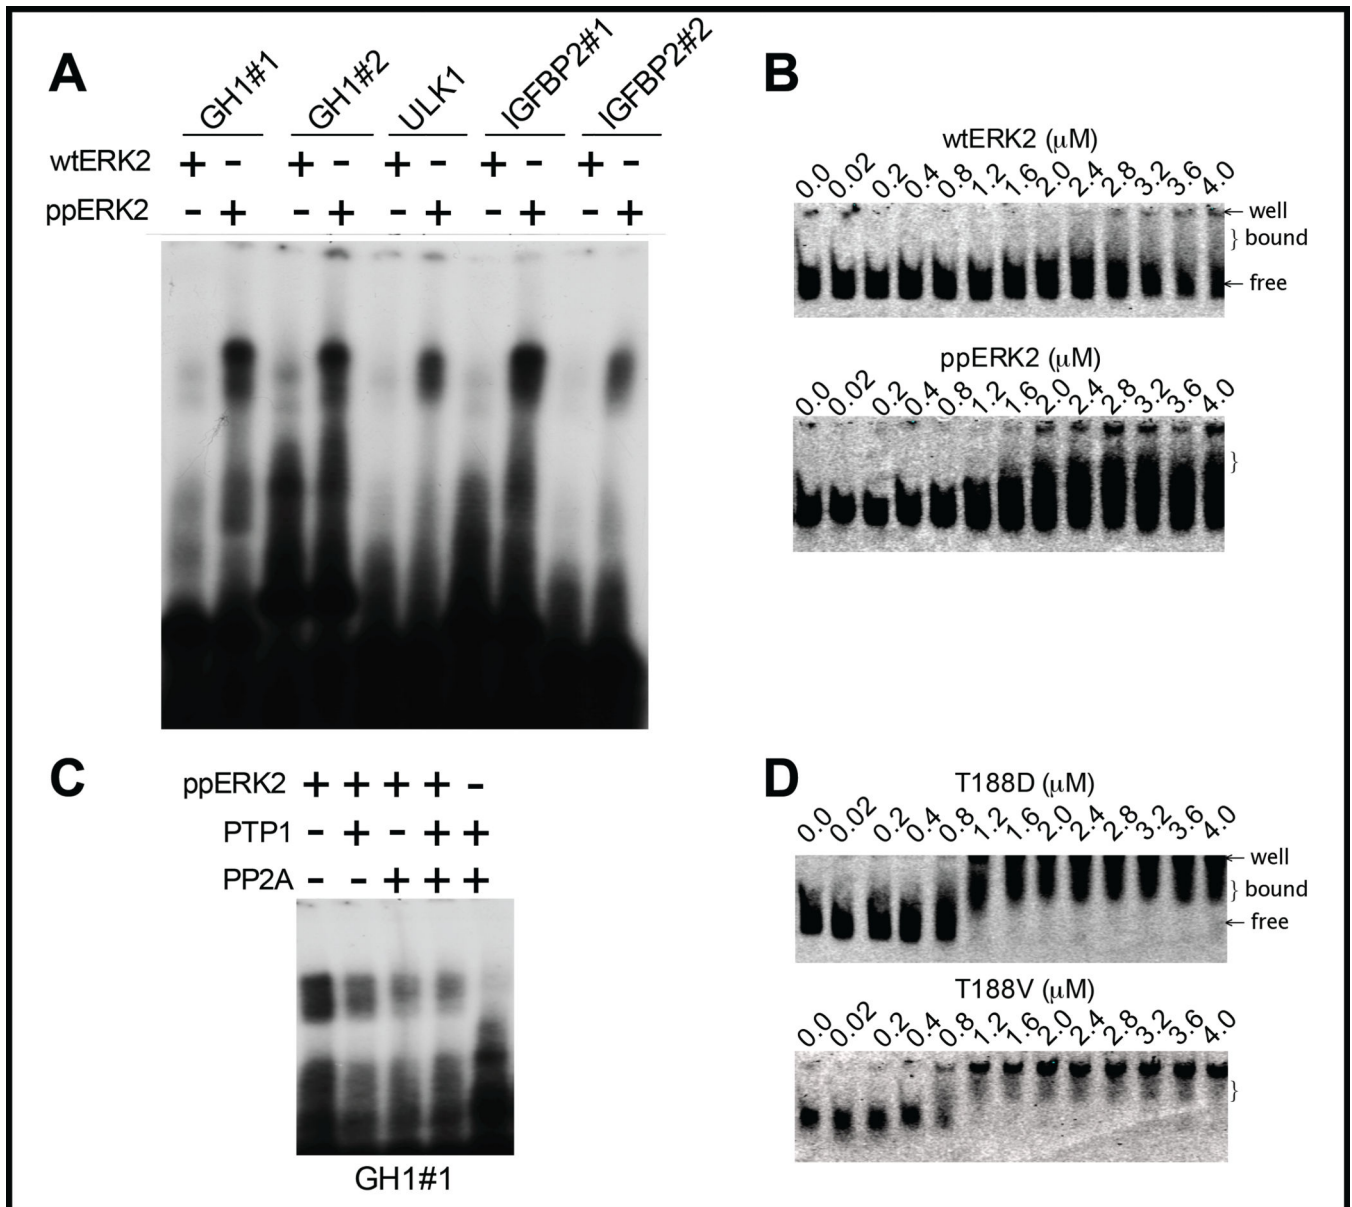 A
GH1#1 GH1#2 ULK1 IGFBP2#1 IGFBP2#2
wtERK2 + - + - + - + - + -
ppERK2 - + - + - + - + - +
B
wtERK2 (μM)
0.0 0.02 0.2 0.4 0.8 1.2 1.6 2.0 2.4 2.8 3.2 3.6 4.0
← well
} bound
← free
ppERK2 (μM)
0.0 0.02 0.2 0.4 0.8 1.2 1.6 2.0 2.4 2.8 3.2 3.6 4.0
}
C
ppERK2 + + + + -
PTP1 - + - + +
PP2A - - + + +
GH1#1
D
T188D (μM)
0.0 0.02 0.2 0.4 0.8 1.2 1.6 2.0 2.4 2.8 3.2 3.6 4.0
← well
} bound
← free
T188V (μM)
0.0 0.02 0.2 0.4 0.8 1.2 1.6 2.0 2.4 2.8 3.2 3.6 4.0
}